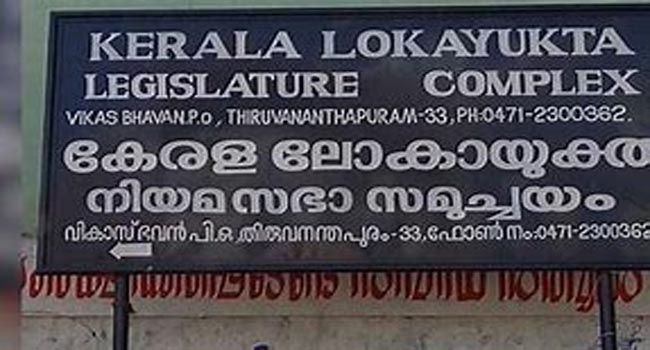 KERALA LOKAYUKTA
LEGISLATURE COMPLEX
VIKAS BHAVAN.P.o , THIRUVANANTHAPURAM-33, PH:0471-2300362.
കേരള ലോകായുക്ത
നിയമസഭാ സമുച്ചയം
വികാസ് ഭവൻ പി.ഒ, തിരുവനന്തപുരം-33, ഫോൺ നം:0471-2300362